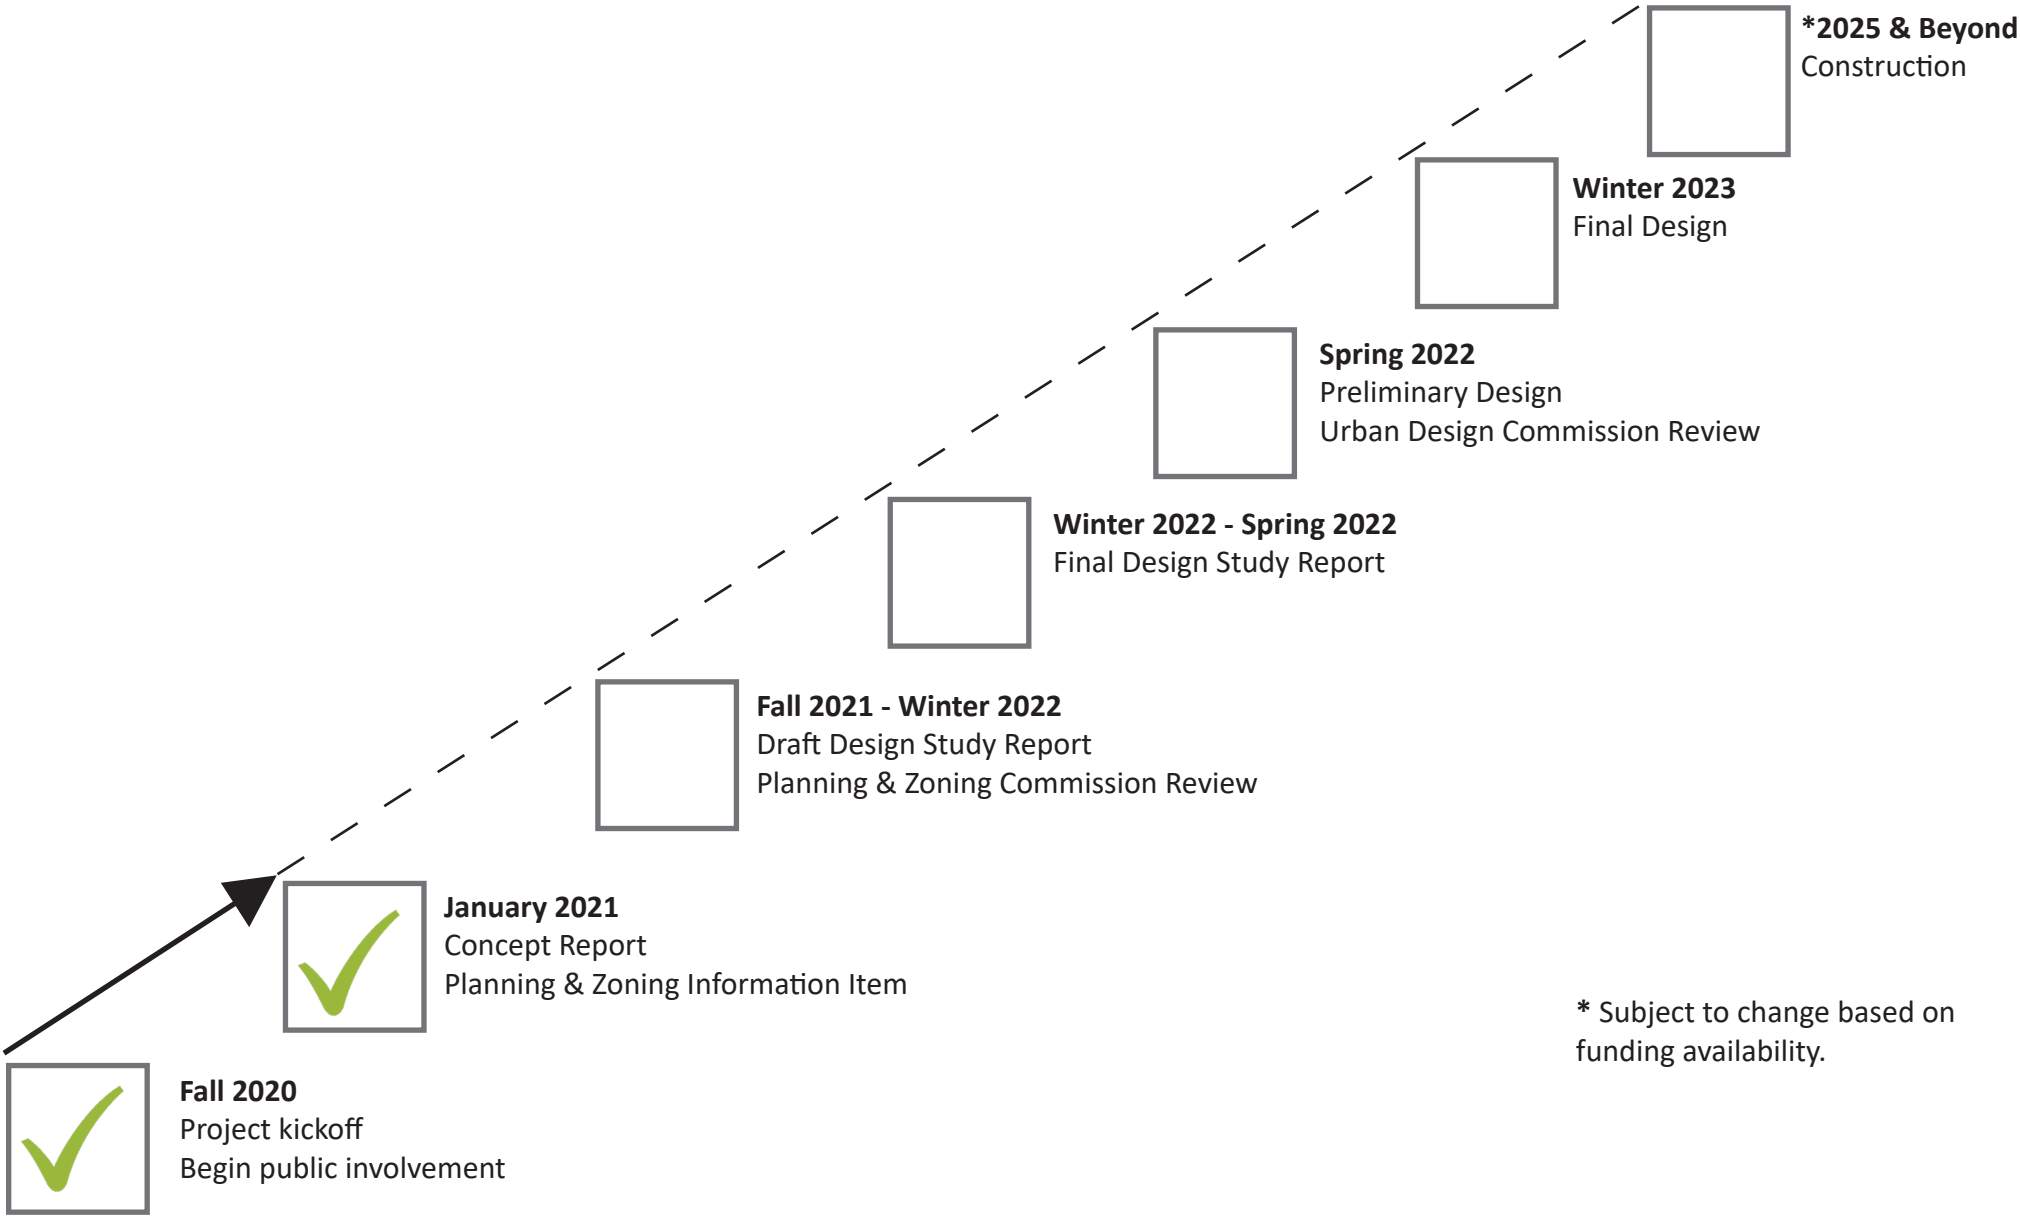 *2025 & Beyond
Construction
Winter 2023
Final Design
Spring 2022
Preliminary Design
Urban Design Commission Review
Winter 2022 - Spring 2022
Final Design Study Report
Fall 2021 - Winter 2022
Draft Design Study Report
Planning & Zoning Commission Review
January 2021
Concept Report
Planning & Zoning Information Item
* Subject to change based on
funding availability.
Fall 2020
Project kickoff
Begin public involvement